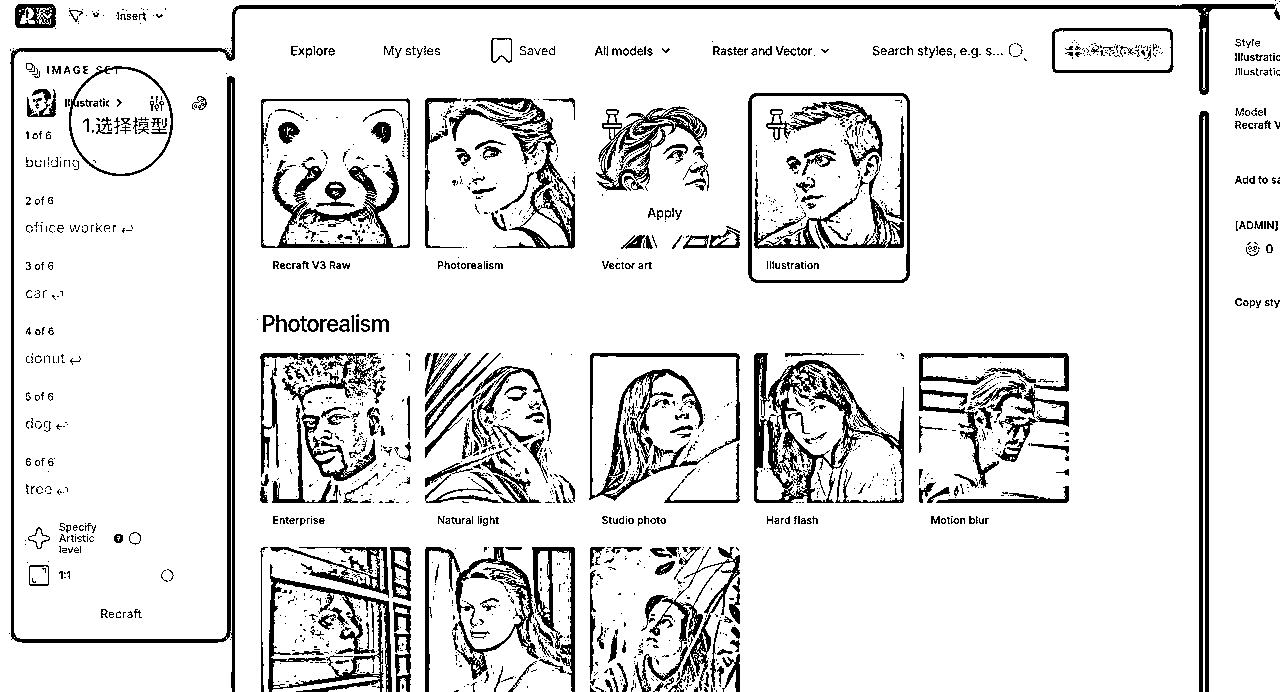 Insert
IMAGE SET
Illustratic
1.选择模型
1 of 6
building
2 of 6
office worker
3 of 6
car
4 of 6
donut
5 of 6
dog
6 of 6
tree
Specify
Artistic
level
1:1
Recraft
Explore My styles Saved All models Raster and Vector Search styles, e.g. s... Create style
Recraft V3 Raw
Photorealism
Apply
Vector art
Illustration
Photorealism
Enterprise
Natural light
Studio photo
Hard flash
Motion blur
Style
Illustratic
Illustratic
Model
Recraft V
Add to sa
[ADMIN]
0
Copy sty